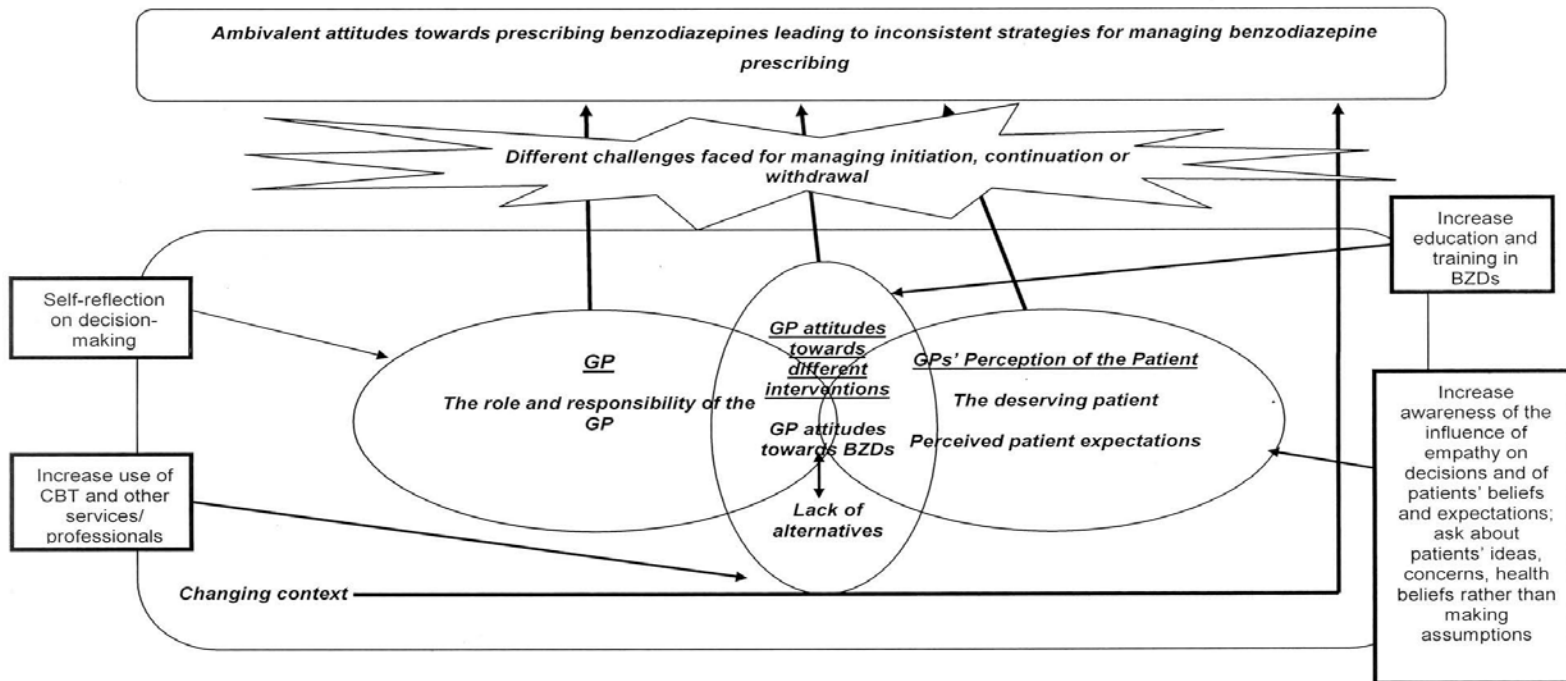 Ambivalent attitudes towards prescribing benzodiazepines leading to inconsistent strategies for managing benzodiazepine
prescribing
Different challenges faced for managing initiation, continuation or
withdrawal
Increase
education and
training in
BZDs
Self-reflection
on decision-
making
GP
The role and responsibility of the
GP
GP attitudes
towards
different
interventions
GP attitudes
towards BZDs
Lack of
alternatives
GPs' Perception of the Patient
The deserving patient
Perceived patient expectations
Increase use of
CBT and other
services/
professionals
Increase
awareness of the
influence of
empathy on
decisions and of
patients' beliefs
and expectations;
ask about
patients' ideas,
concerns, health
beliefs rather than
making
assumptions
Changing context